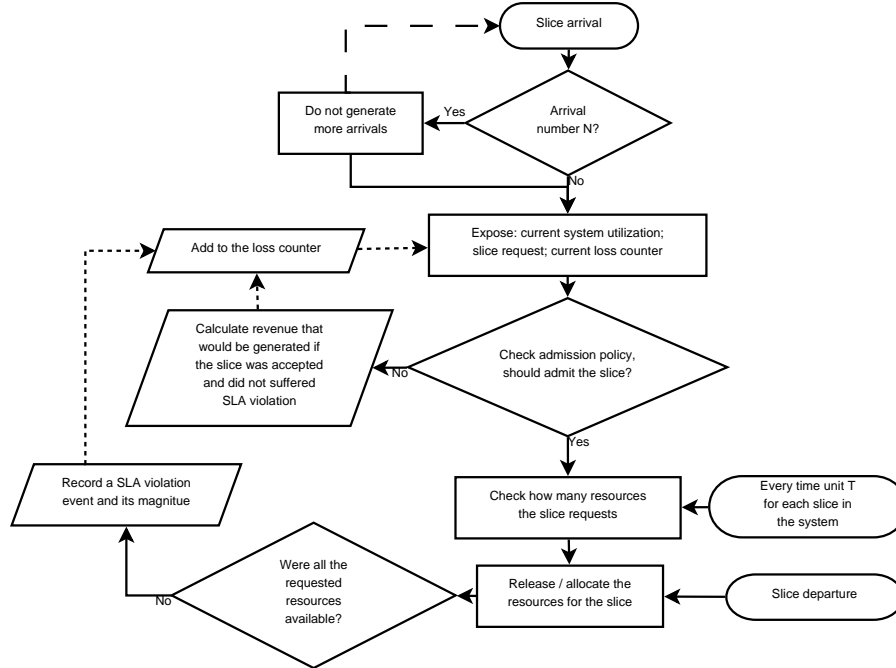 Slice arrival
Arrival
number N?
Yes
Do not generate
more arrivals
No
Expose: current system utilization;
slice request; current loss counter
Add to the loss counter
Calculate revenue that
would be generated if
the slice was accepted
and did not suffered
SLA violation
No
Check admission policy,
should admit the slice?
Yes
Record a SLA violation
event and its magnitue
Check how many resources
the slice requests
Every time unit T
for each slice in
the system
Were all the
requested
resources
available?
No
Release / allocate the
resources for the slice
Slice departure